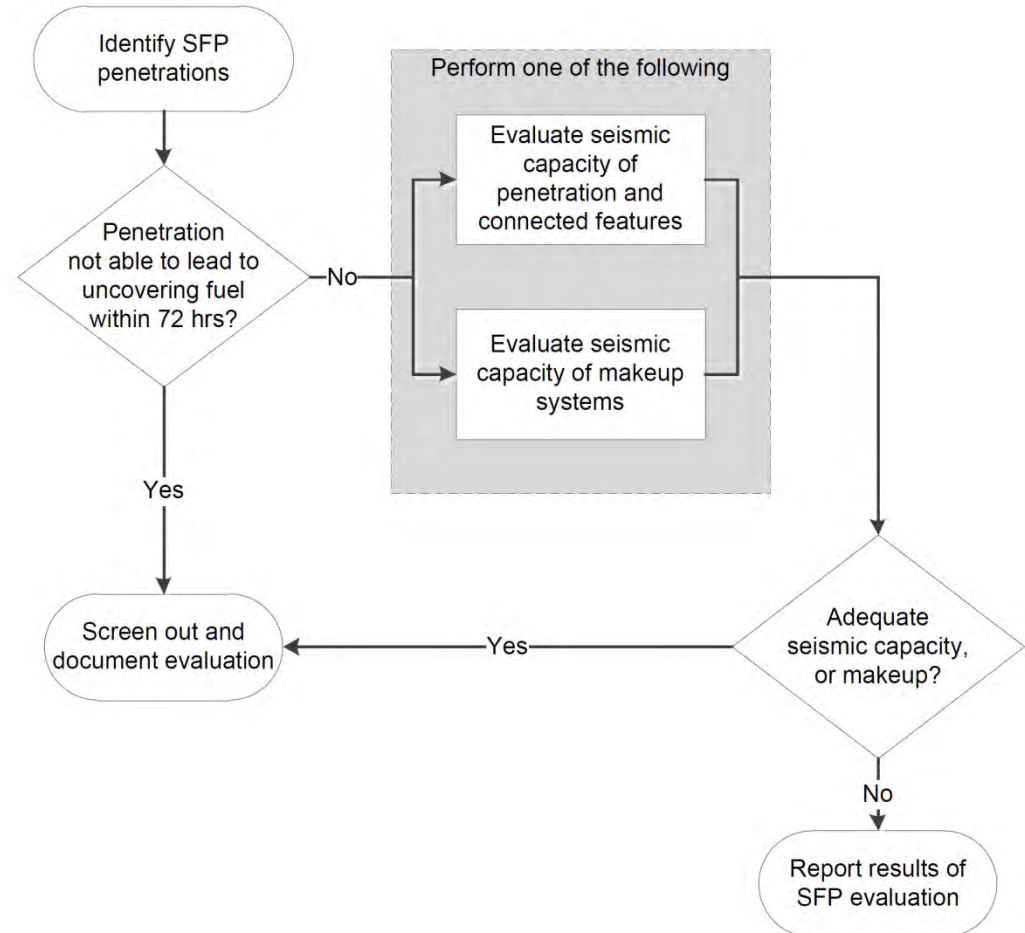 Identify SFP
penetrations
Perform one of the following
Evaluate seismic
capacity of
penetration and
connected features
Penetration
not able to lead to
uncovering fuel
within 72 hrs?
No
Evaluate seismic
capacity of makeup
systems
Yes
Screen out and
document evaluation
Yes
Adequate
seismic capacity,
or makeup?
No
Report results of
SFP evaluation